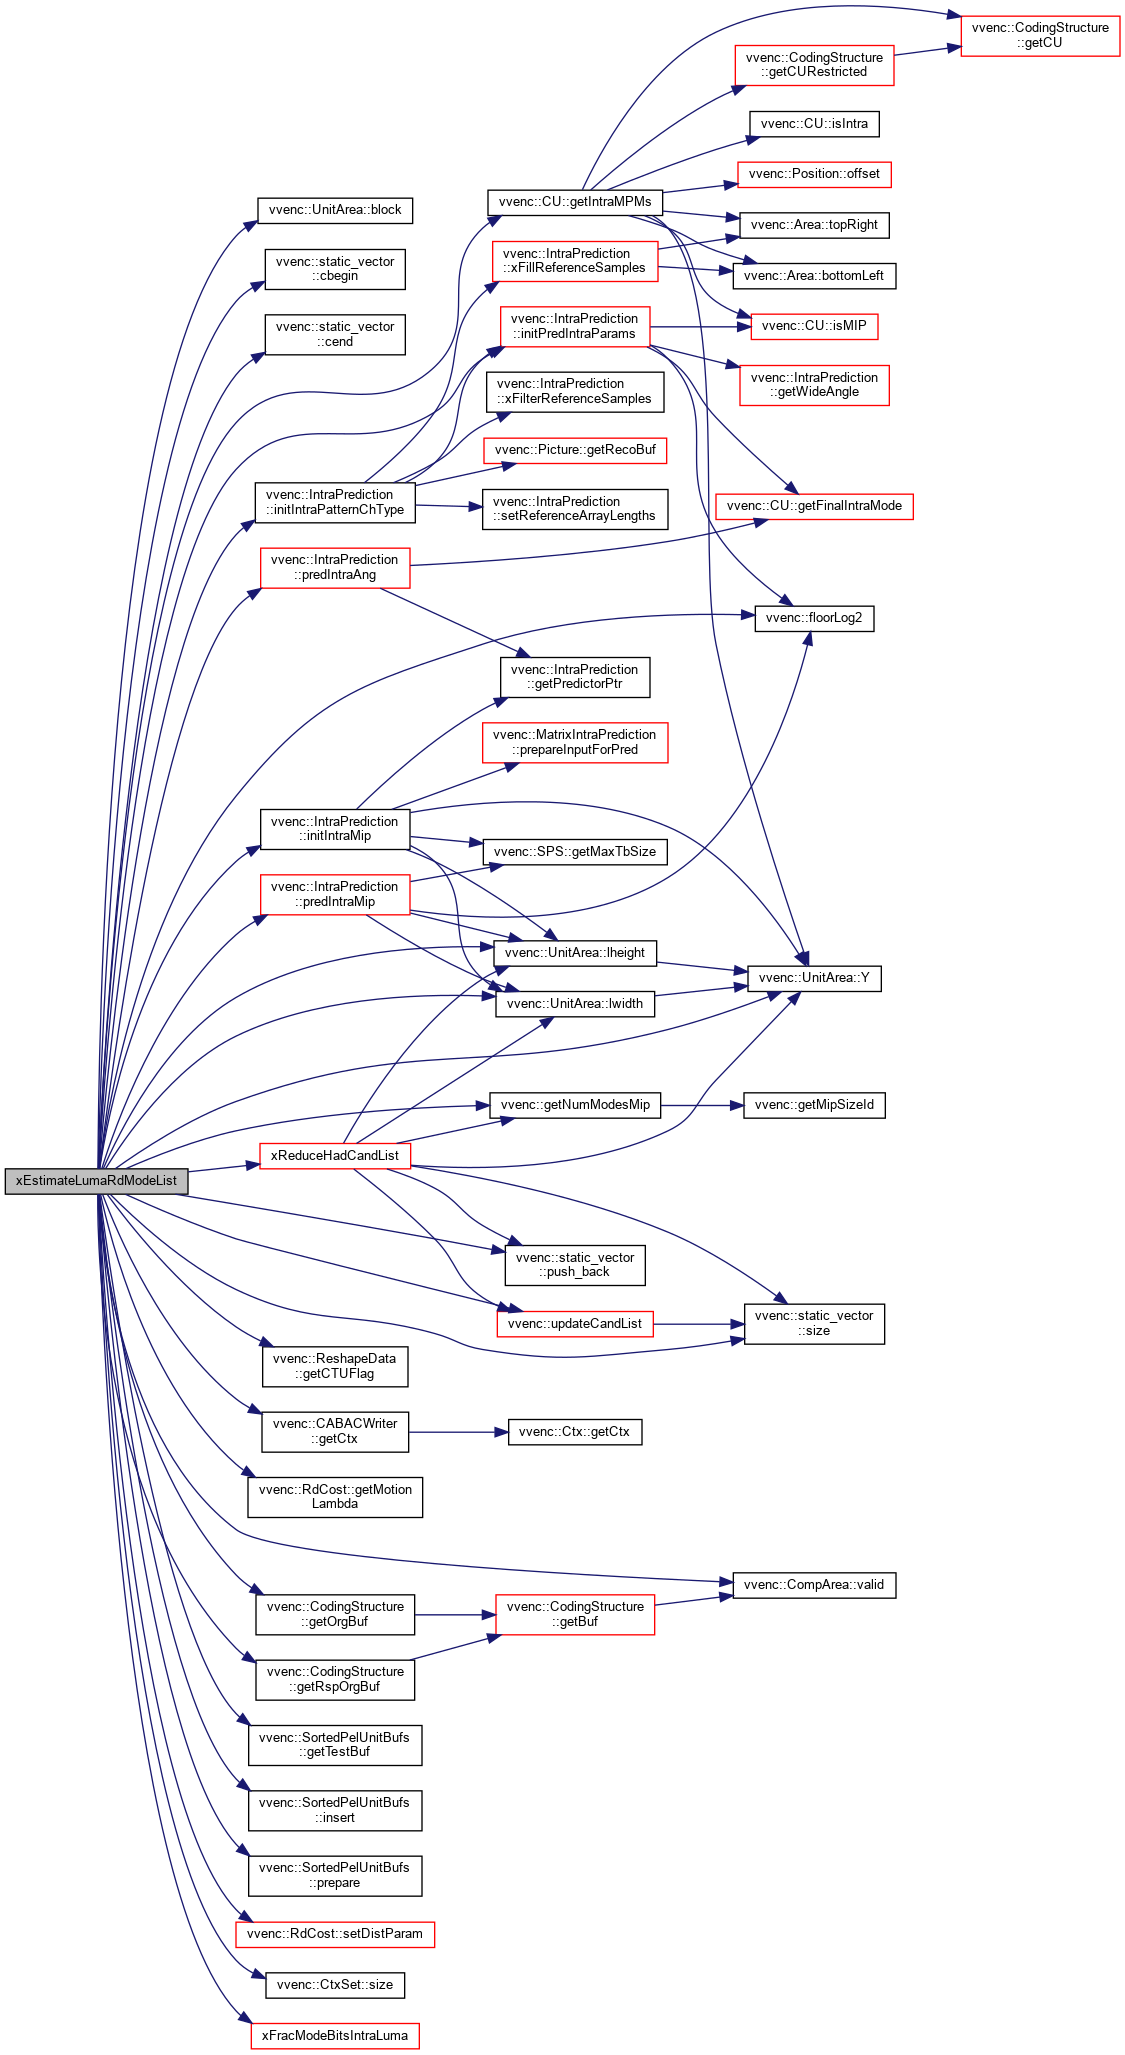 vvenc::CodingStructure
::getCU
vvenc::CodingStructure
::getCURestricted
vvenc::CU::isIntra
vvenc::Position::offset
vvenc::UnitArea::block
vvenc::CU::getIntraMPMs
vvenc::Area::topRight
vvenc::static_vector
::cbegin
vvenc::IntraPrediction
::xFillReferenceSamples
vvenc::Area::bottomLeft
vvenc::static_vector
::cend
vvenc::IntraPrediction
::initPredIntraParams
vvenc::CU::isMIP
vvenc::IntraPrediction
::xFilterReferenceSamples
vvenc::IntraPrediction
::getWideAngle
vvenc::Picture::getRecoBuf
vvenc::IntraPrediction
::initIntraPatternChType
vvenc::IntraPrediction
::setReferenceArrayLengths
vvenc::CU::getFinalIntraMode
vvenc::IntraPrediction
::predIntraAng
vvenc::floorLog2
vvenc::IntraPrediction
::getPredictorPtr
vvenc::MatrixIntraPrediction
::prepareInputForPred
vvenc::IntraPrediction
::initIntraMip
vvenc::SPS::getMaxTbSize
vvenc::IntraPrediction
::predIntraMip
vvenc::UnitArea::lheight
vvenc::UnitArea::Y
vvenc::UnitArea::lwidth
vvenc::getNumModesMip
vvenc::getMipSizeId
xReduceHadCandList
xEstimateLumaRdModeList
vvenc::static_vector
::push_back
vvenc::updateCandList
vvenc::static_vector
::size
vvenc::ReshapeData
::getCTUFlag
vvenc::CABACWriter
::getCtx
vvenc::Ctx::getCtx
vvenc::RdCost::getMotion
Lambda
vvenc::CompArea::valid
vvenc::CodingStructure
::getOrgBuf
vvenc::CodingStructure
::getBuf
vvenc::CodingStructure
::getRspOrgBuf
vvenc::SortedPelUnitBufs
::getTestBuf
vvenc::SortedPelUnitBufs
::insert
vvenc::SortedPelUnitBufs
::prepare
vvenc::RdCost::setDistParam
vvenc::CtxSet::size
xFracModeBitsIntraLuma